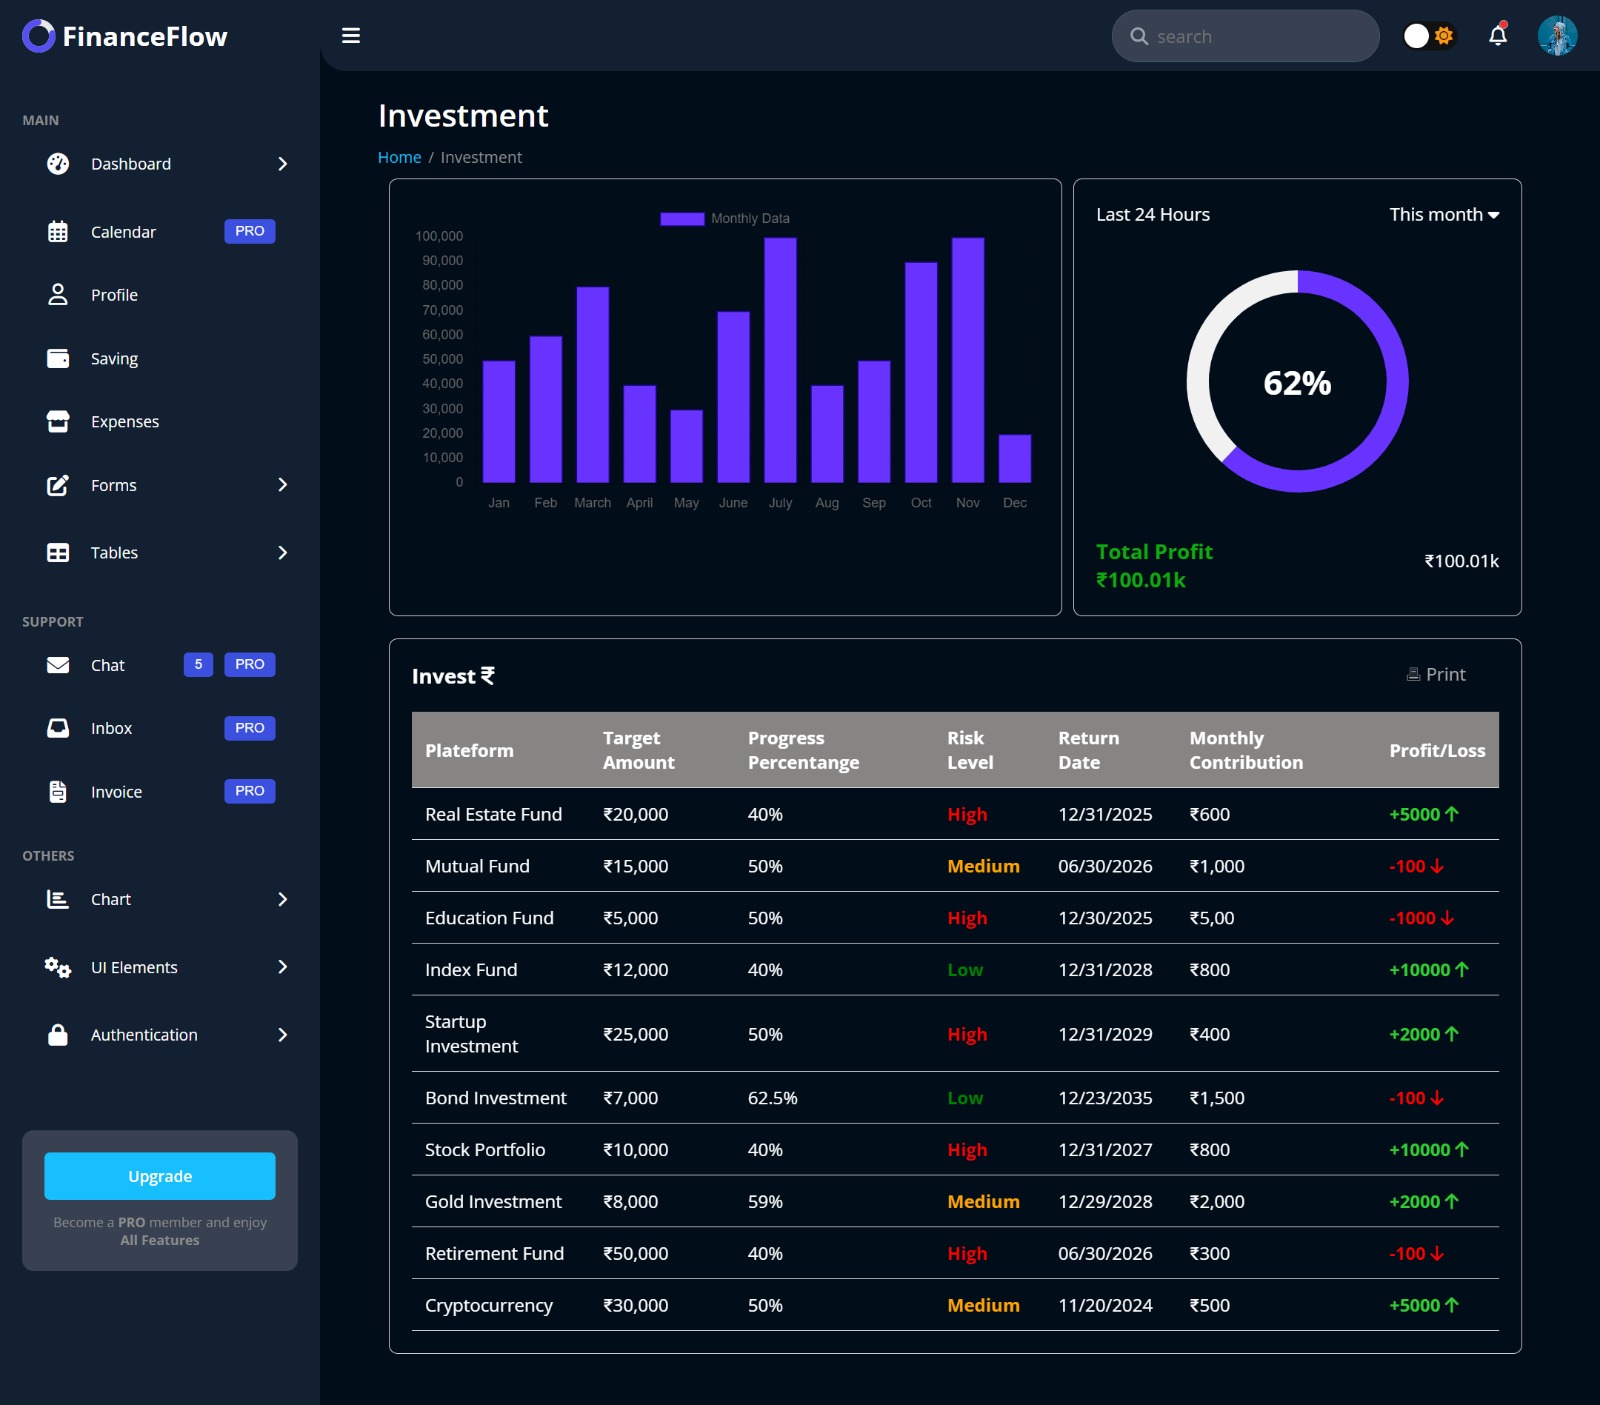 FinanceFlow
search
MAIN
Dashboard
Calendar PRO
Profile
Saving
Expenses
Forms
Tables
SUPPORT
Chat 5 PRO
Inbox PRO
Invoice PRO
OTHERS
Chart
UI Elements
Authentication
Upgrade
Become a PRO member and enjoy
All Features
Investment
Home / Investment
Monthly Data
100,000
90,000
80,000
70,000
60,000
50,000
40,000
30,000
20,000
10,000
0
Jan Feb March April May June July Aug Sep Oct Nov Dec
Last 24 Hours This month
62%
Total Profit
₹100.01k
₹100.01k
Invest ₹
Print
Plateform Target Amount Progress Percentange Risk Level Return Date Monthly Contribution Profit/Loss
Real Estate Fund ₹20,000 40% High 12/31/2025 ₹600 +5000↑
Mutual Fund ₹15,000 50% Medium 06/30/2026 ₹1,000 -100↓
Education Fund ₹5,000 50% High 12/30/2025 ₹5,00 -1000↓
Index Fund ₹12,000 40% Low 12/31/2028 ₹800 +10000↑
Startup Investment ₹25,000 50% High 12/31/2029 ₹400 +2000↑
Bond Investment ₹7,000 62.5% Low 12/23/2035 ₹1,500 -100↓
Stock Portfolio ₹10,000 40% High 12/31/2027 ₹800 +10000↑
Gold Investment ₹8,000 59% Medium 12/29/2028 ₹2,000 +2000↑
Retirement Fund ₹50,000 40% High 06/30/2026 ₹300 -100↓
Cryptocurrency ₹30,000 50% Medium 11/20/2024 ₹500 +5000↑